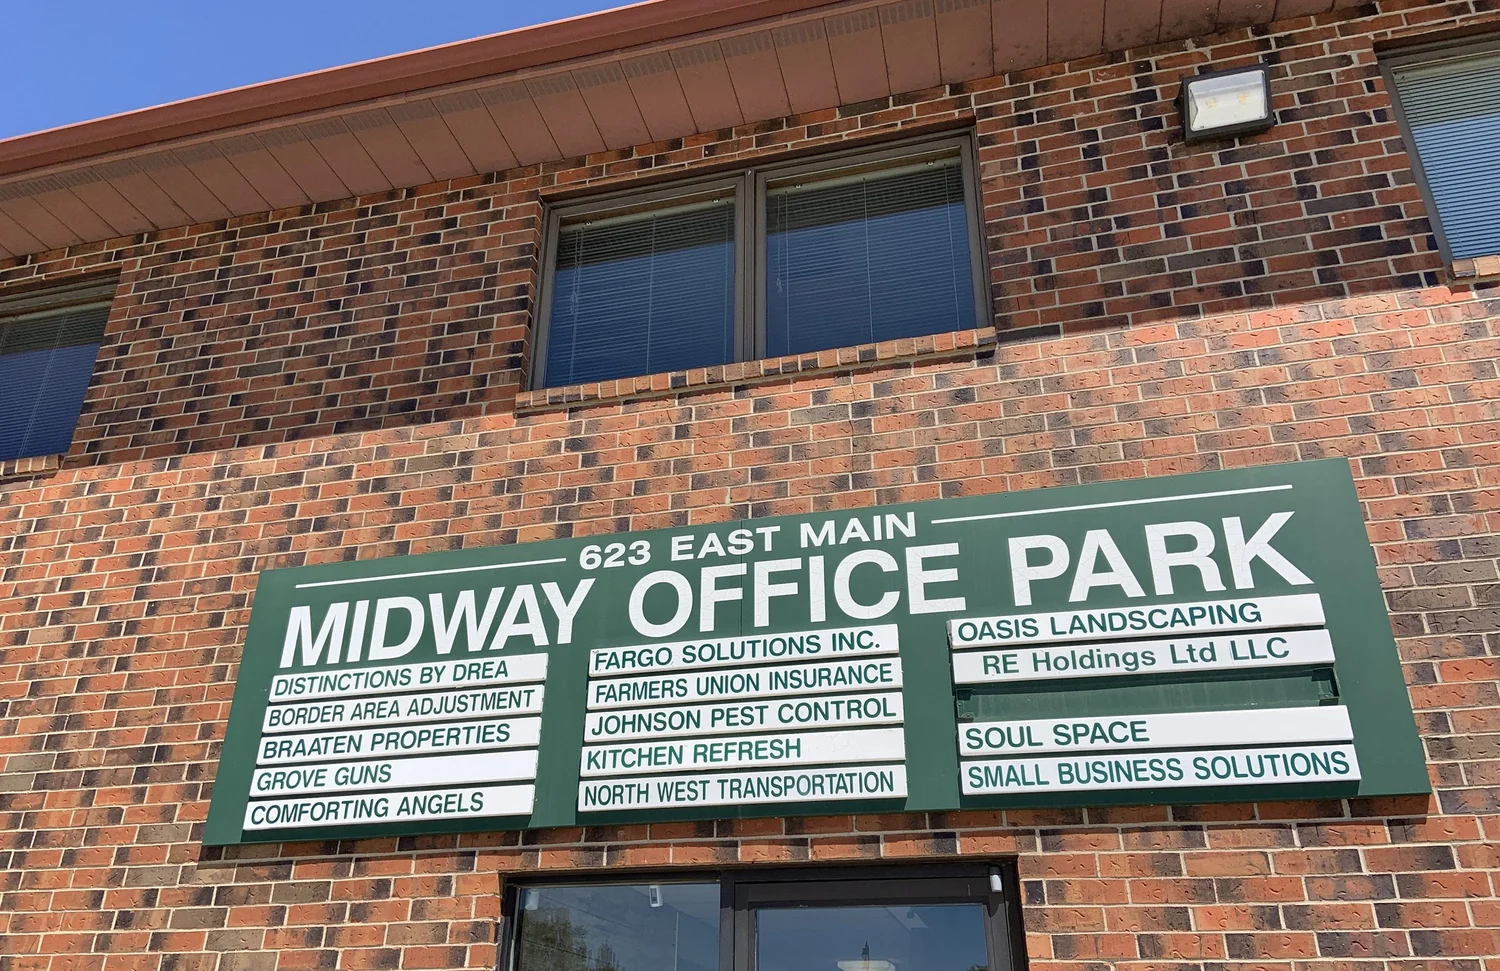 623 EAST MAIN
MIDWAY OFFICE PARK
DISTINCTIONS BY DREA
BORDER AREA ADJUSTMENT
BRAATEN PROPERTIES
GROVE GUNS
COMFORTING ANGELS
FARGO SOLUTIONS INC.
FARMERS UNION INSURANCE
JOHNSON PEST CONTROL
KITCHEN REFRESH
NORTH WEST TRANSPORTATION
OASIS LANDSCAPING
RE Holdings Ltd LLC
SOUL SPACE
SMALL BUSINESS SOLUTIONS